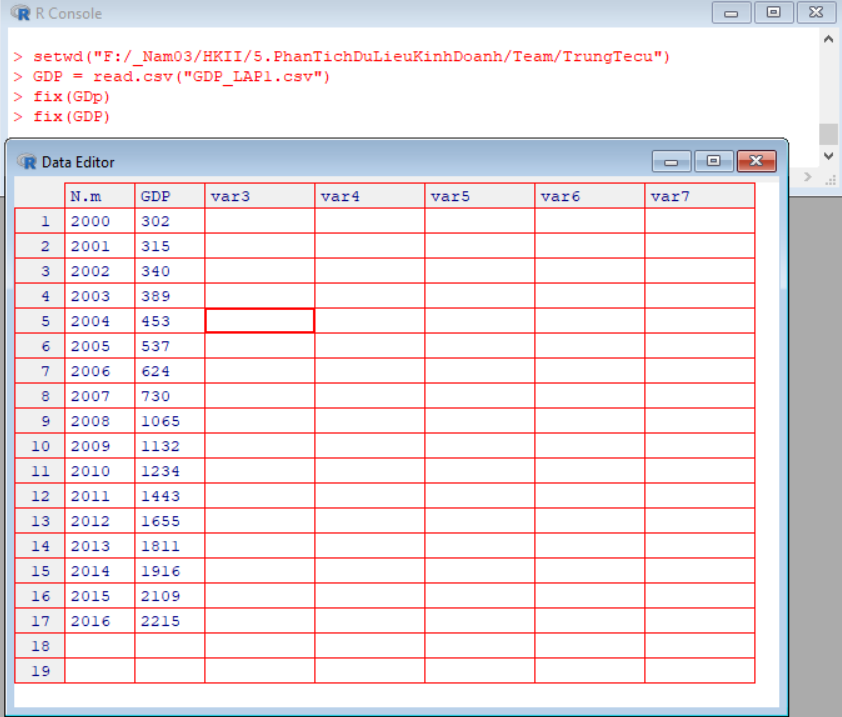 R Console
> setwd("F:/_Nam03/HKII/5.PhanTichDuLieuKinhDoanh/Team/TrungTecu")
> GDP = read.csv("GDP_LAP1.csv")
> fix(GDp)
> fix(GDP)
Data Editor
N.m GDP var3 var4 var5 var6 var7
1 2000 302
2 2001 315
3 2002 340
4 2003 389
5 2004 453
6 2005 537
7 2006 624
8 2007 730
9 2008 1065
10 2009 1132
11 2010 1234
12 2011 1443
13 2012 1655
14 2013 1811
15 2014 1916
16 2015 2109
17 2016 2215
18
19